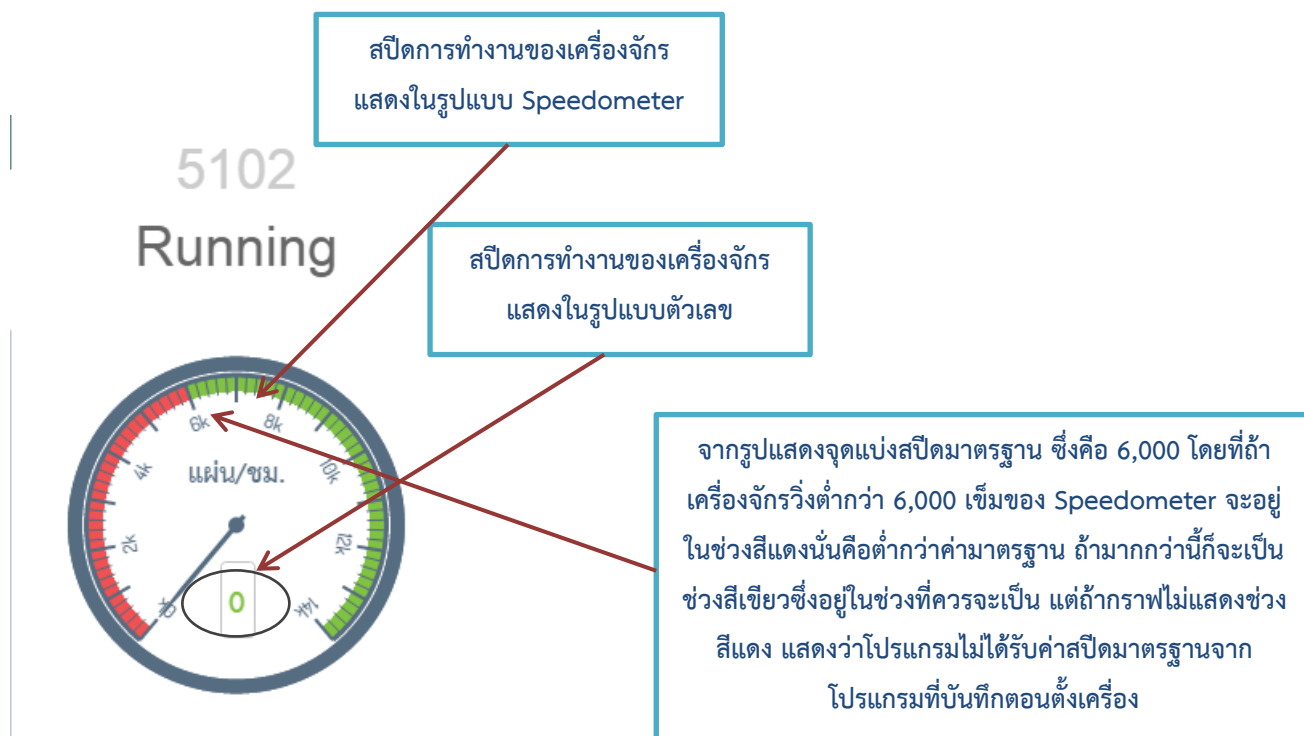 สปีดการทำงานของเครื่องจักร
แสดงในรูปแบบ Speedometer
5102
Running
สปีดการทำงานของเครื่องจักร
แสดงในรูปแบบตัวเลข
แผ่น/ชม.
0k
2k
4k
6k
8k
10k
12k
14k
0
จากรูปแสดงจุดแบ่งสปีดมาตรฐาน ซึ่งคือ 6,000 โดยที่ถ้า
เครื่องจักรวิ่งต่ำกว่า 6,000 เข็มของ Speedometer จะอยู่
ในช่วงสีแดงนั่นคือต่ำกว่าค่ามาตรฐาน ถ้ามากกว่านี้ก็จะเป็น
ช่วงสีเขียวซึ่งอยู่ในช่วงที่ควรจะเป็น แต่ถ้ากราฟไม่แสดงช่วง
สีแดง แสดงว่าโปรแกรมไม่ได้รับค่าสปีดมาตรฐานจาก
โปรแกรมที่บันทึกตอนตั้งเครื่อง